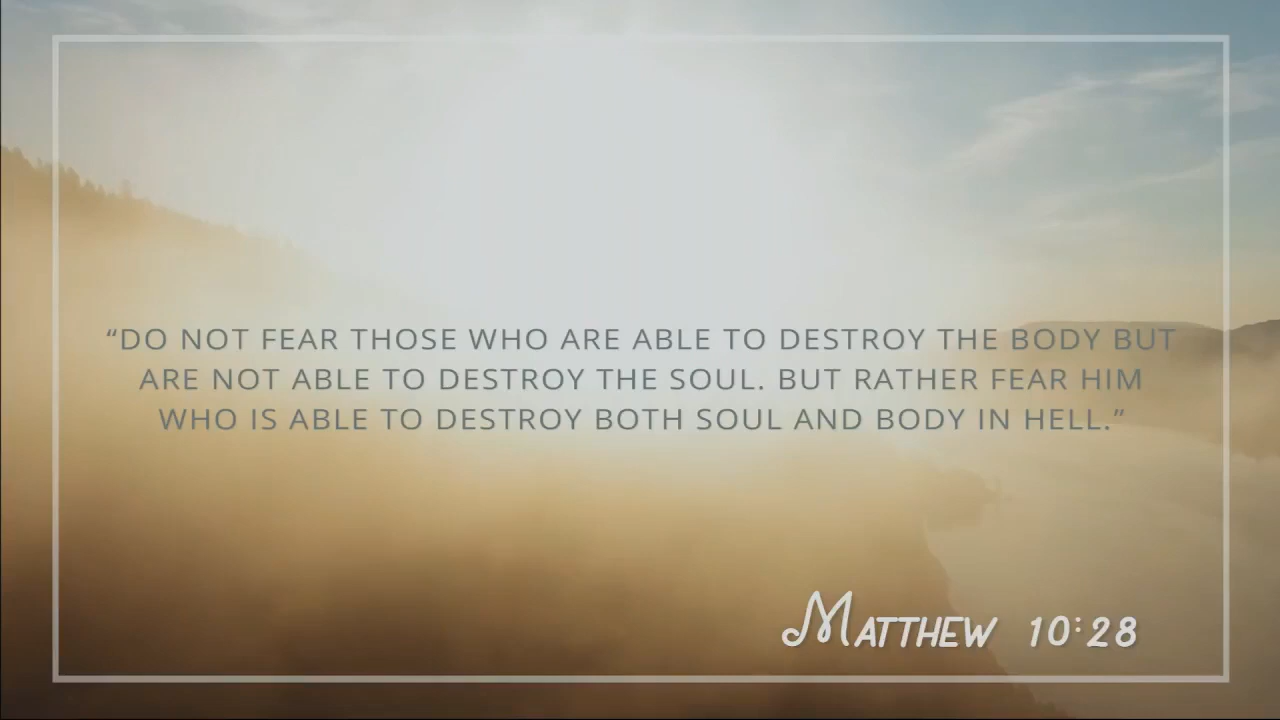 “DO NOT FEAR THOSE WHO ARE ABLE TO DESTROY THE BODY BUT
ARE NOT ABLE TO DESTROY THE SOUL. BUT RATHER FEAR HIM
WHO IS ABLE TO DESTROY BOTH SOUL AND BODY IN HELL.”
MATTHEW 10:28